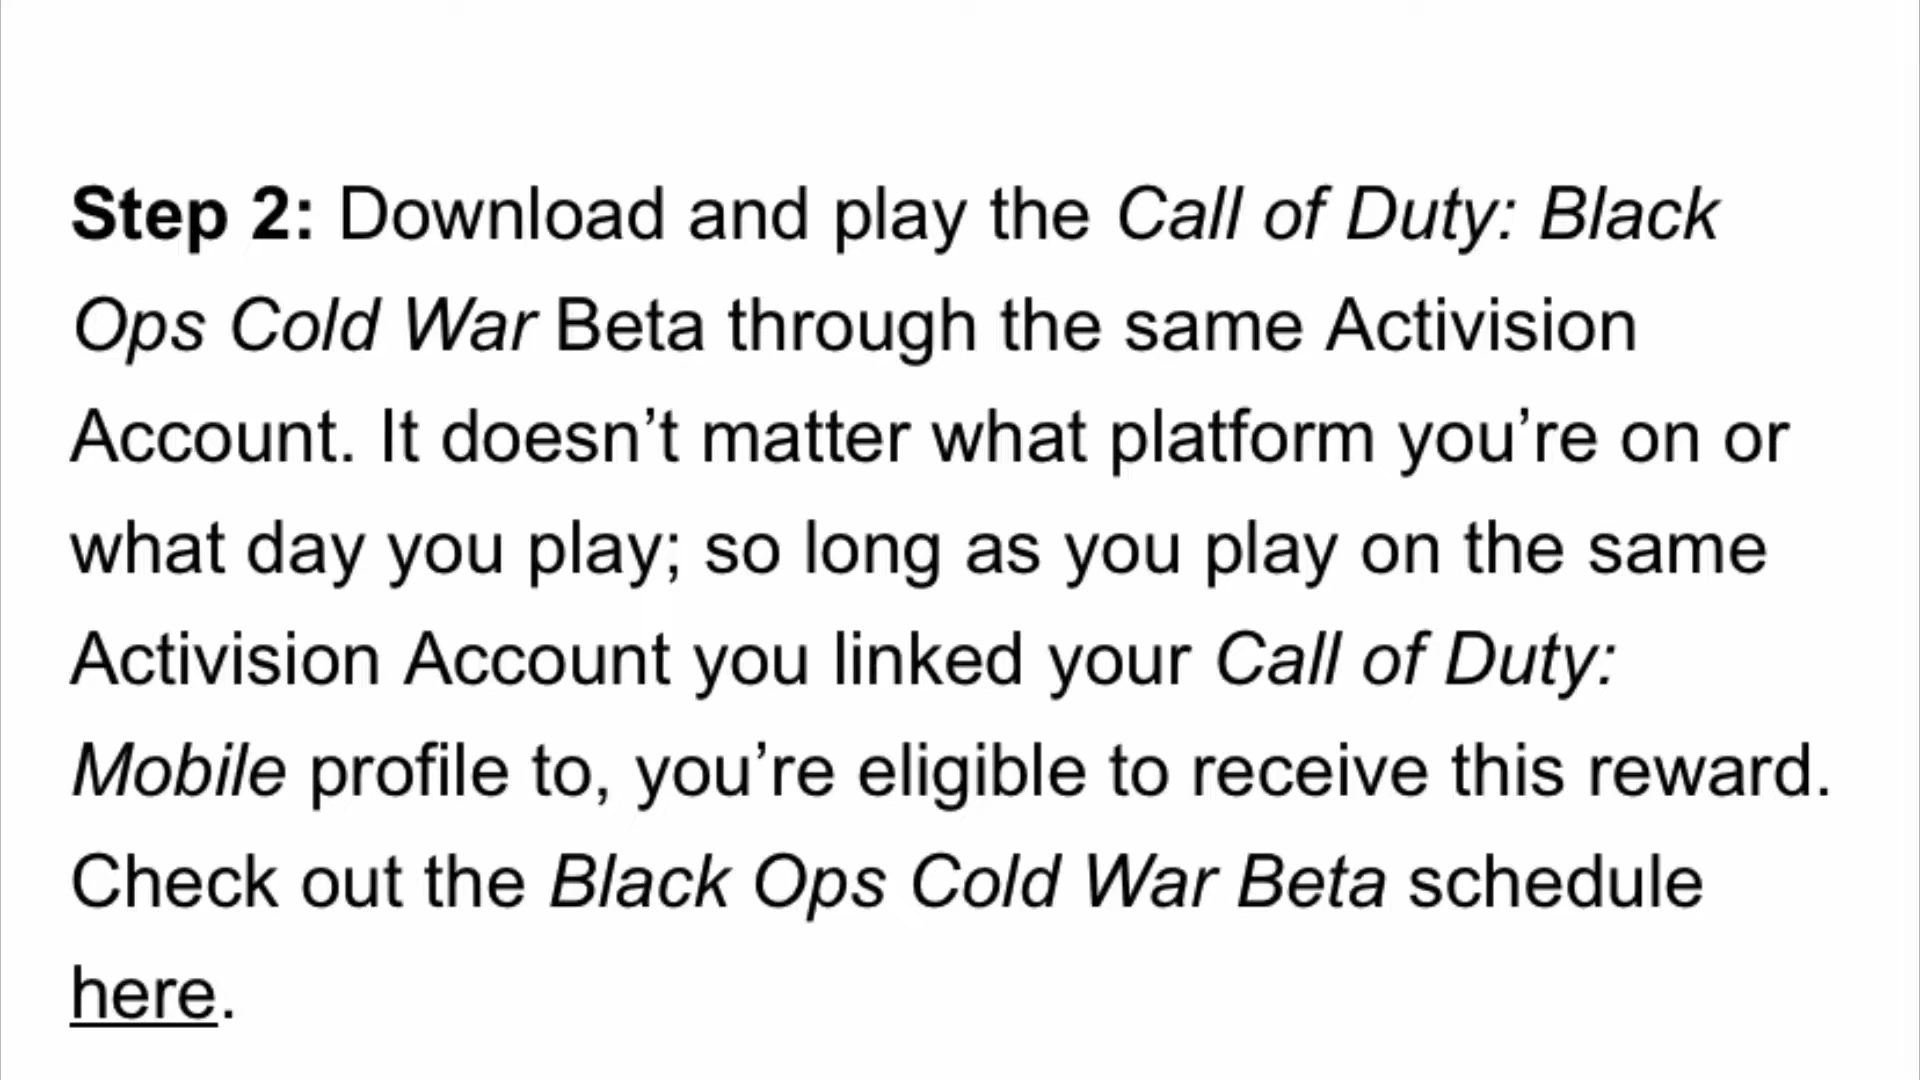 Step 2: Download and play the Call of Duty: Black
Ops Cold War Beta through the same Activision
Account. It doesn’t matter what platform you’re on or
what day you play; so long as you play on the same
Activision Account you linked your Call of Duty:
Mobile profile to, you’re eligible to receive this reward.
Check out the Black Ops Cold War Beta schedule
here.